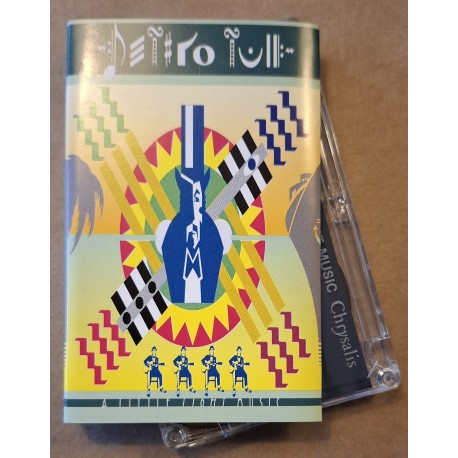 JETHRO TULL
A LITTLE LIGHT MUSIC
MUSIC Chrysalis